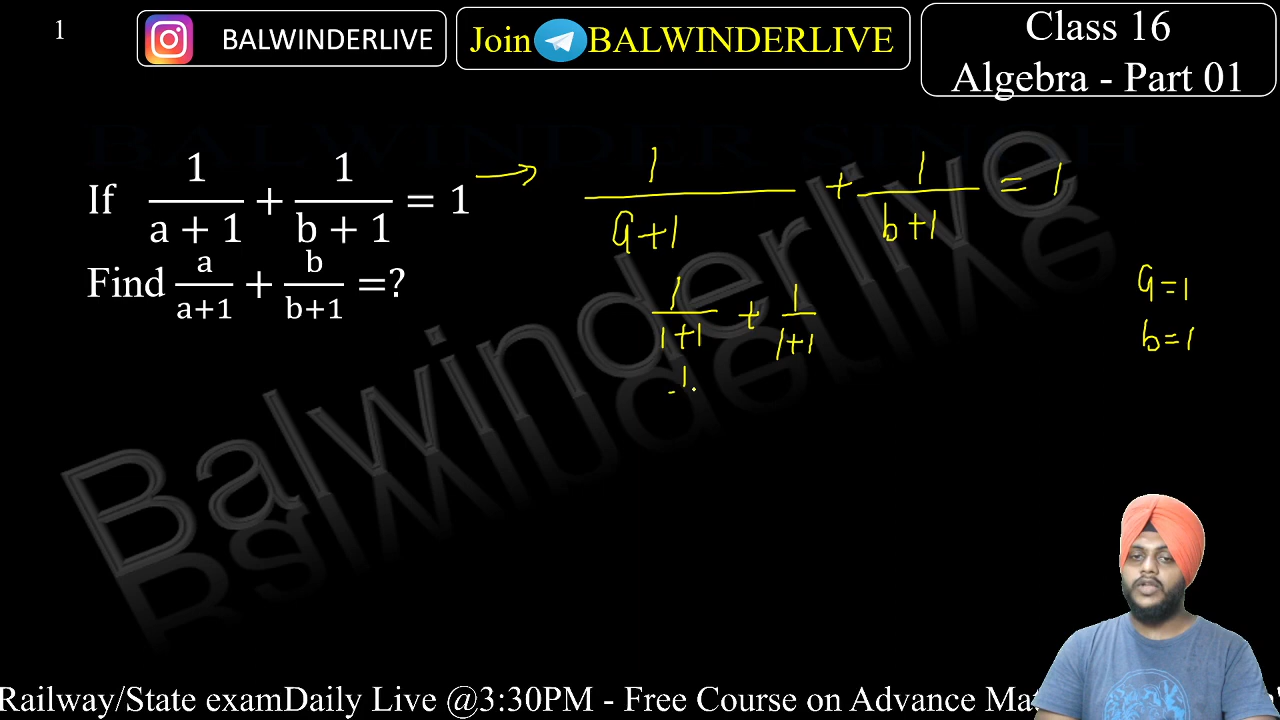 1
BALWINDERLIVE
Join BALWINDERLIVE
Class 16
Algebra - Part 01
If 1/(a + 1) + 1/(b + 1) = 1 → 1/(a+1) + 1/(b+1) = 1
Find a/(a+1) + b/(b+1) =?
1/(1+1) + 1/(1+1)
a=1
b=1
Balwinderlive
Railway/State examDaily Live @3:30PM - Free Course on Advance Ma